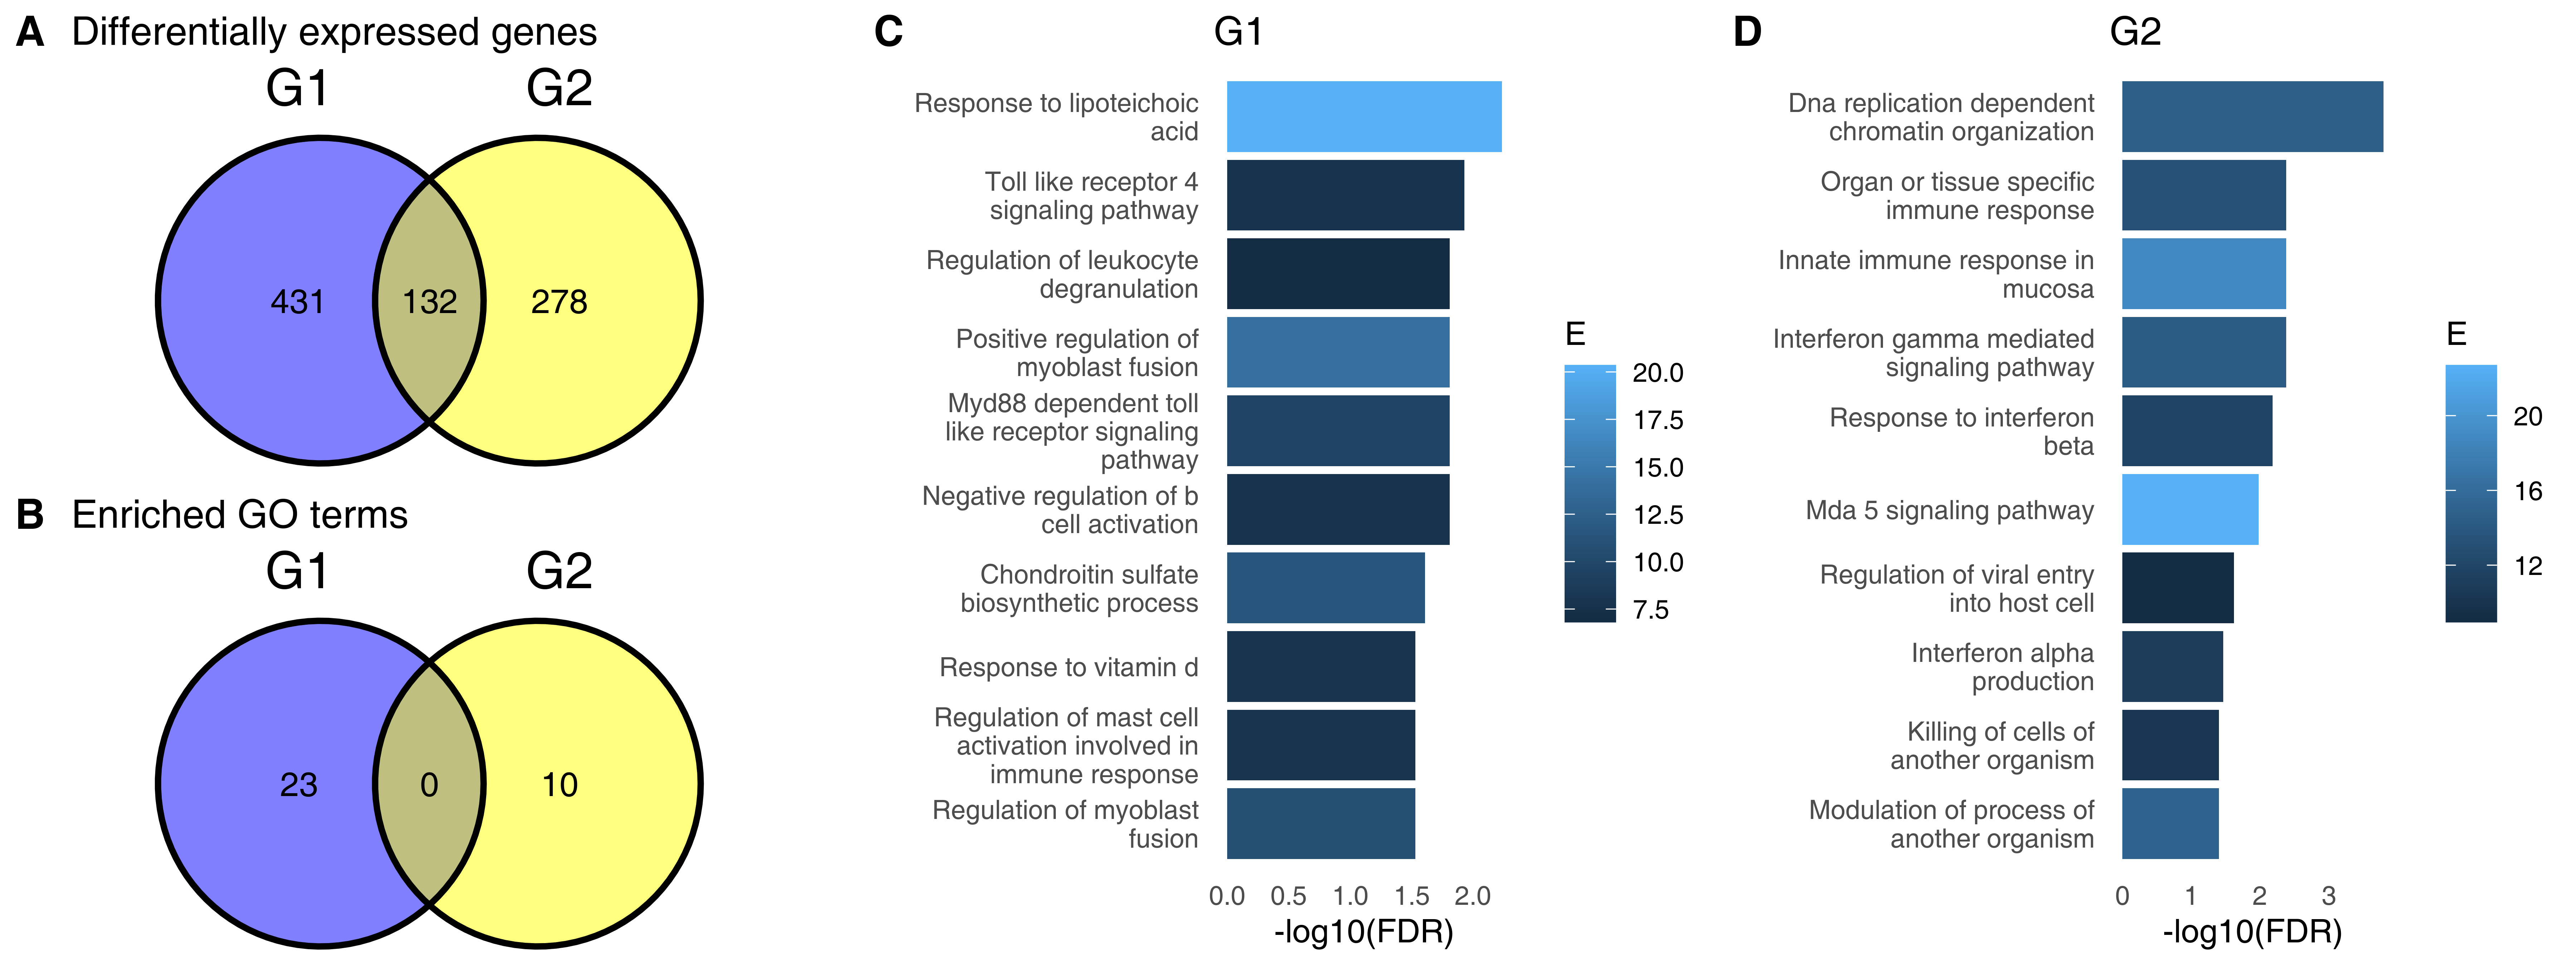 A Differentially expressed genes
G1 G2
431 132 278
B Enriched GO terms
G1 G2
23 0 10
C G1
Response to lipoteichoic
acid
Toll like receptor 4
signaling pathway
Regulation of leukocyte
degranulation
Positive regulation of
myoblast fusion
Myd88 dependent toll
like receptor signaling
pathway
Negative regulation of b
cell activation
Chondroitin sulfate
biosynthetic process
Response to vitamin d
Regulation of mast cell
activation involved in
immune response
Regulation of myoblast
fusion
0.0 0.5 1.0 1.5 2.0
-log10(FDR)
E
20.0
17.5
15.0
12.5
10.0
7.5
D G2
Dna replication dependent
chromatin organization
Organ or tissue specific
immune response
Innate immune response in
mucosa
Interferon gamma mediated
signaling pathway
Response to interferon
beta
Mda 5 signaling pathway
Regulation of viral entry
into host cell
Interferon alpha
production
Killing of cells of
another organism
Modulation of process of
another organism
0 1 2 3
-log10(FDR)
E
20
16
12